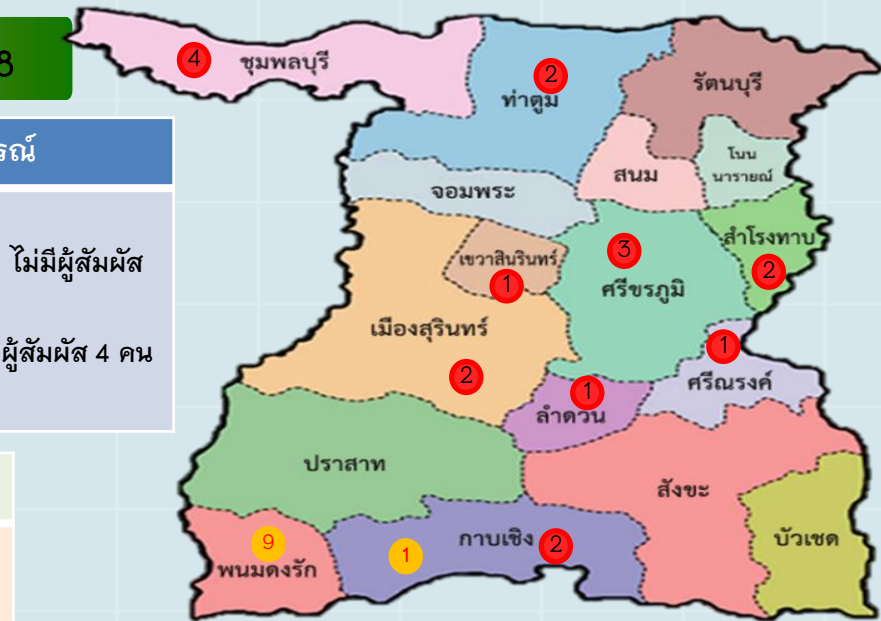 8
รณ์
ไม่มีผู้สัมผัส
ผู้สัมผัส 4 คน
4
ชุมพลบุรี
2
ท่าตูม
รัตนบุรี
สนม
โนน
นารายณ์
จอมพระ
เขวาสินรินทร์
1
3
ศรีขรภูมิ
สำโรงทาบ
2
เมืองสุรินทร์
2
1
ศรีณรงค์
1
ลำดวน
ปราสาท
สังขะ
บัวเชด
9
พนมดงรัก
1
กาบเชิง
2